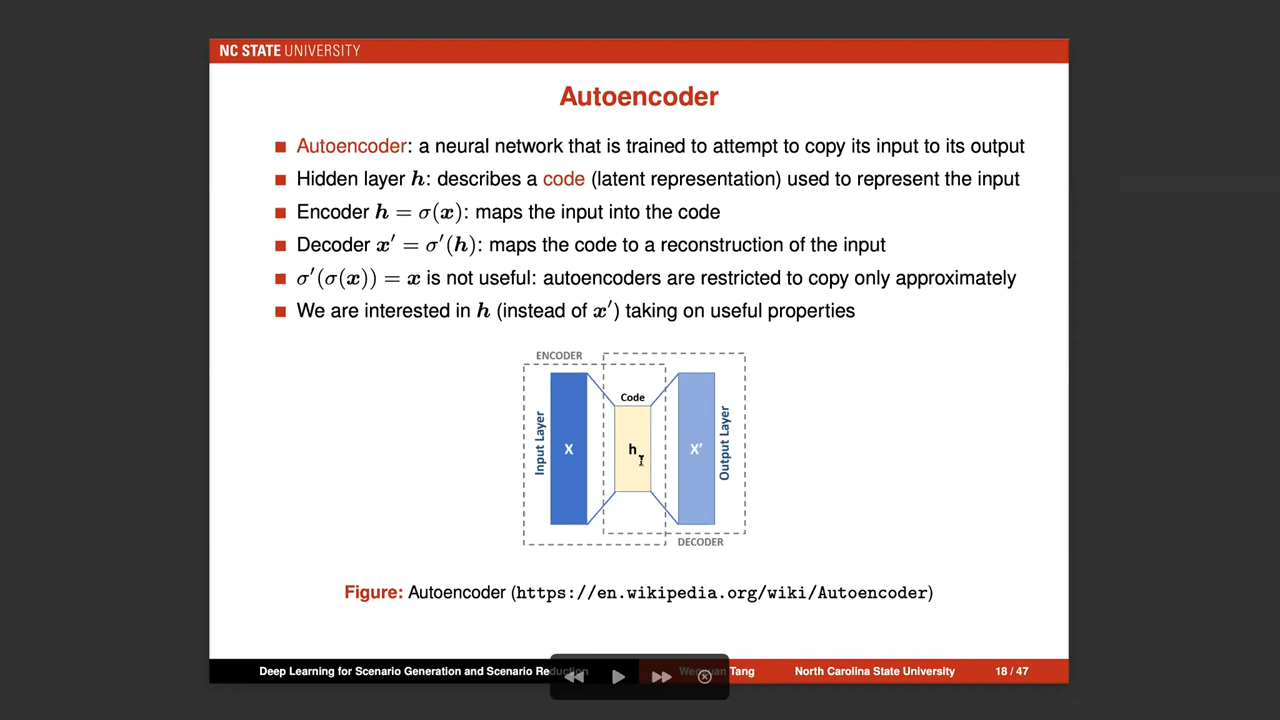 NC STATE UNIVERSITY
Autoencoder
Autoencoder: a neural network that is trained to attempt to copy its input to its output
Hidden layer h: describes a code (latent representation) used to represent the input
Encoder h = σ(x): maps the input into the code
Decoder x′ = σ′(h): maps the code to a reconstruction of the input
σ′(σ(x)) = x is not useful: autoencoders are restricted to copy only approximately
We are interested in h (instead of x′) taking on useful properties
ENCODER
Code
Input Layer
X
h
X'
Output Layer
DECODER
Figure: Autoencoder (https://en.wikipedia.org/wiki/Autoencoder)
Deep Learning for Scenario Generation and Scenario Tang North Carolina State University 18 / 47